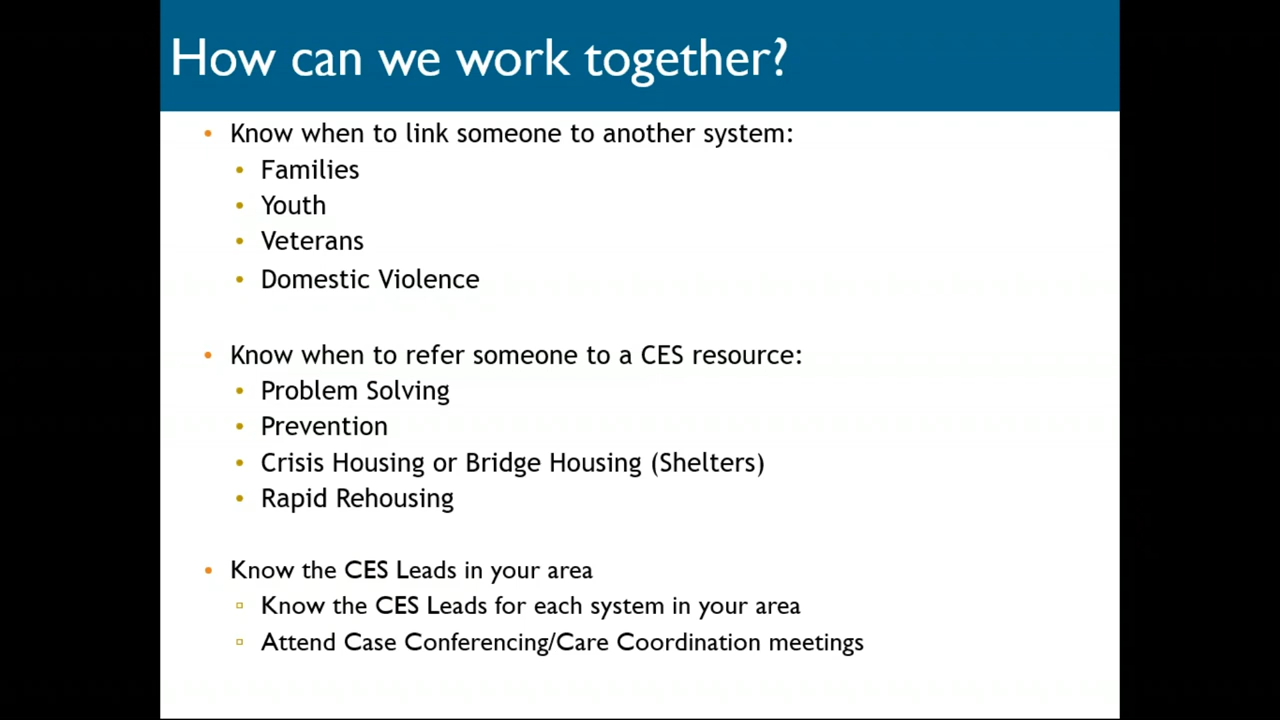 How can we work together?
• Know when to link someone to another system:
• Families
• Youth
• Veterans
• Domestic Violence
• Know when to refer someone to a CES resource:
• Problem Solving
• Prevention
• Crisis Housing or Bridge Housing (Shelters)
• Rapid Rehousing
• Know the CES Leads in your area
▫ Know the CES Leads for each system in your area
▫ Attend Case Conferencing/Care Coordination meetings